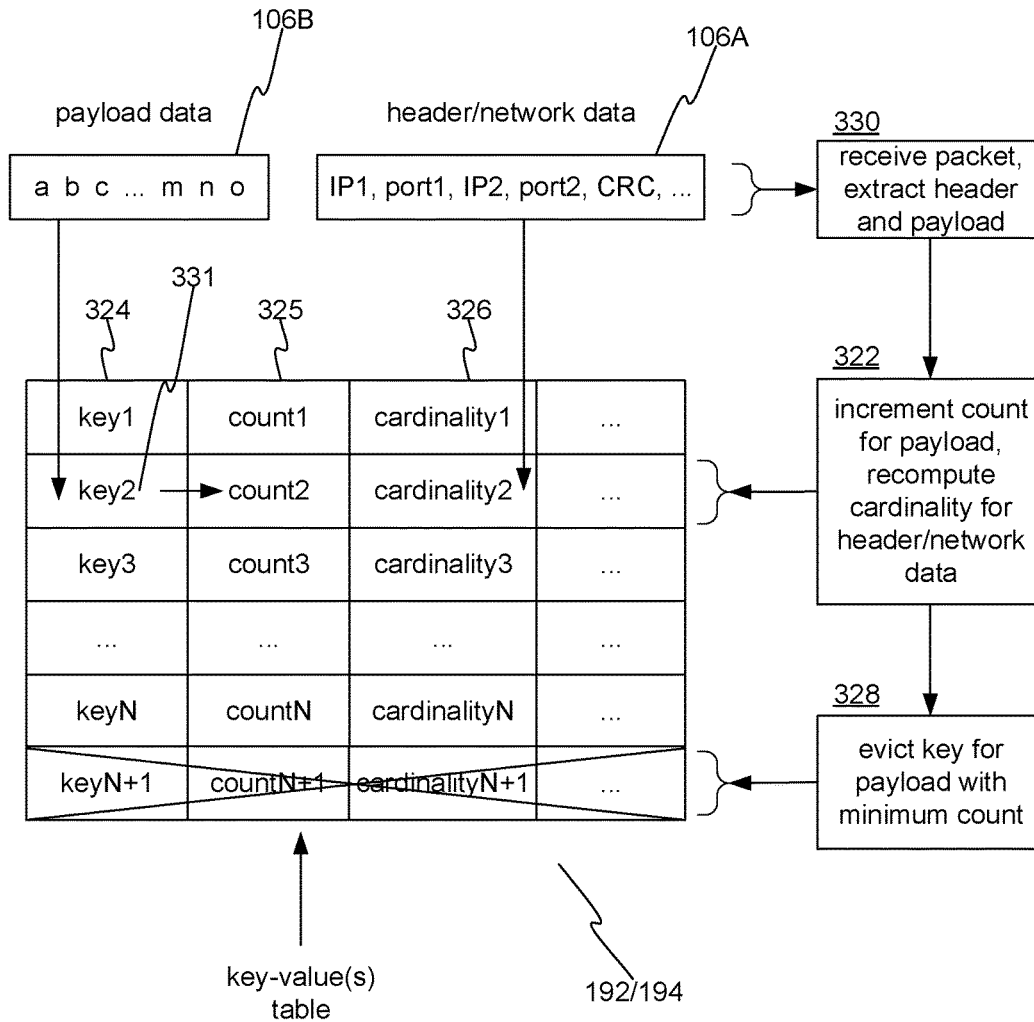 106B
106A
payload data
header/network data
330
a b c ... m n o
IP1, port1, IP2, port2, CRC, ...
receive packet,
extract header
and payload
331
324
325
326
322
key1 count1 cardinality1 ...
key2 count2 cardinality2 ...
key3 count3 cardinality3 ...
... ... ... ...
keyN countN cardinalityN ...
keyN+1 countN+1 cardinalityN+1 ...
increment count
for payload,
recompute
cardinality for
header/network
data
328
evict key for
payload with
minimum count
key-value(s)
table
192/194